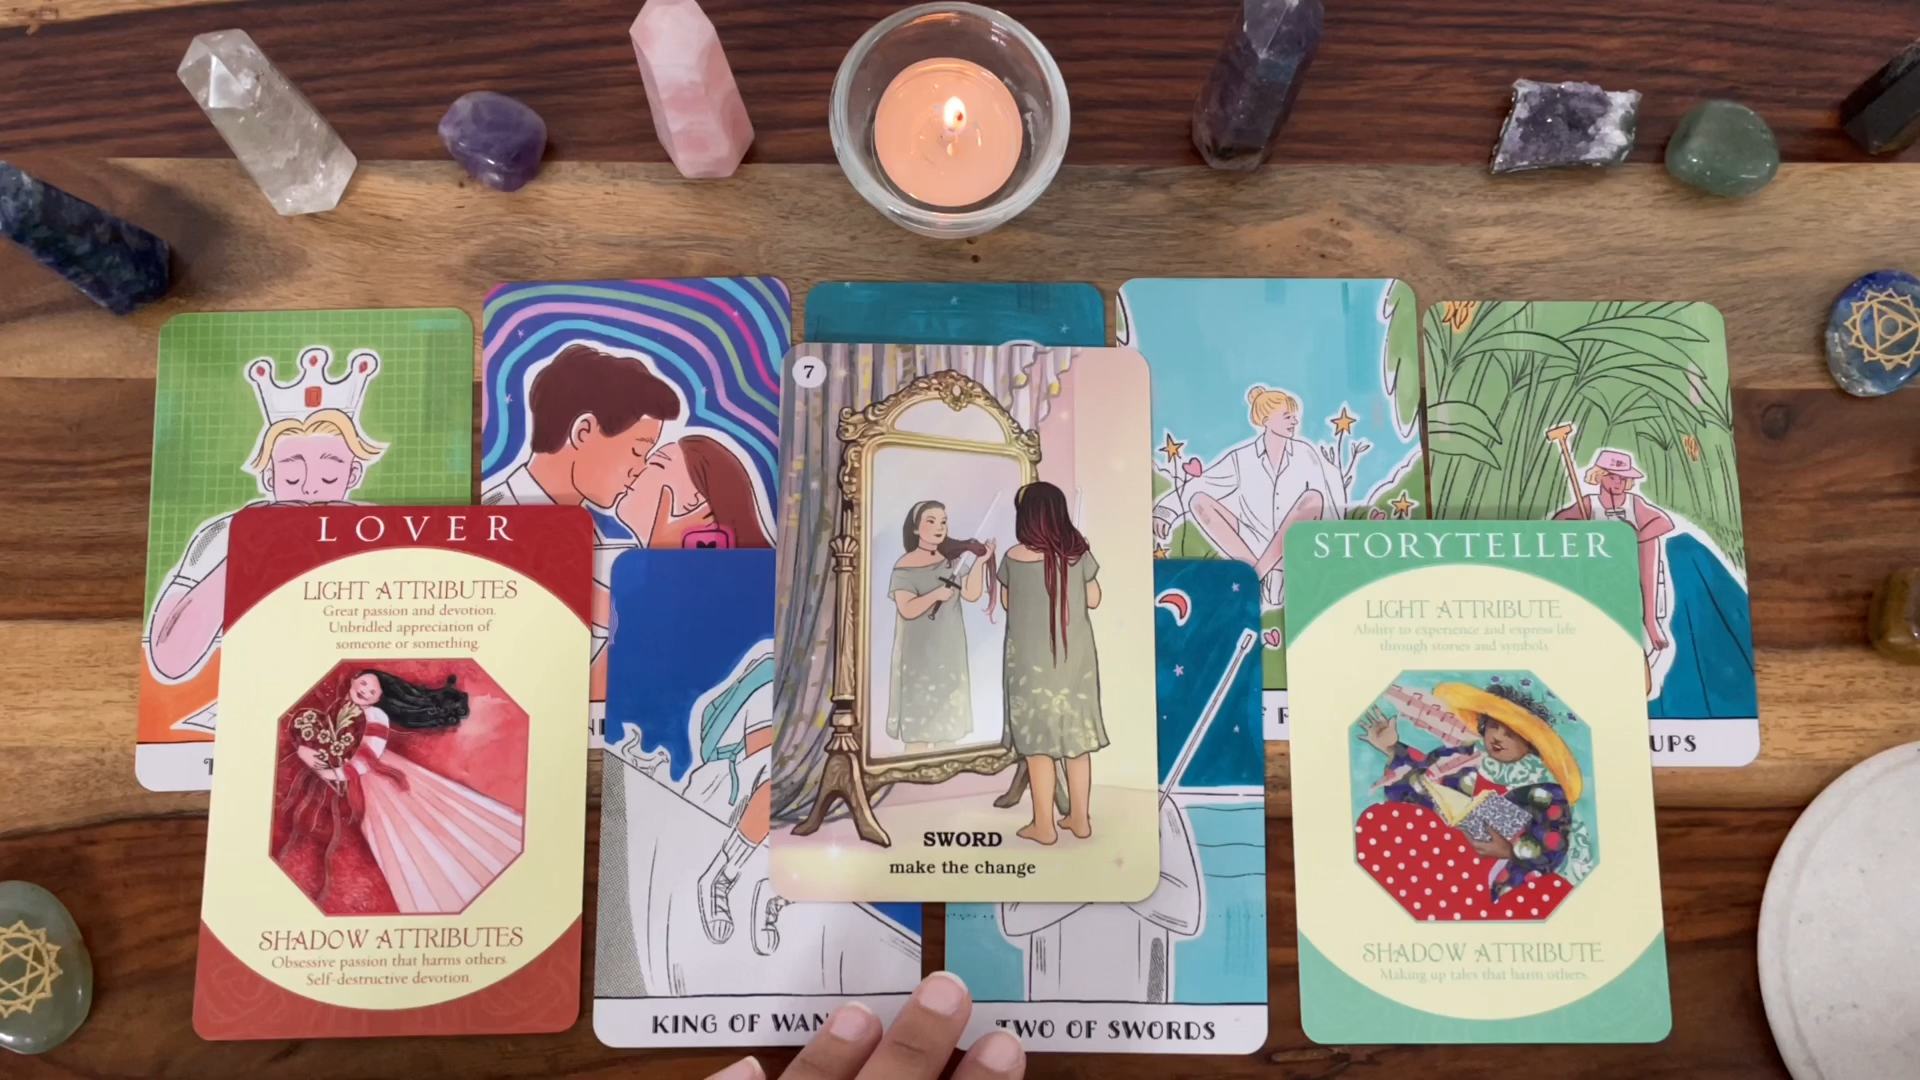 LOVER
LIGHT ATTRIBUTES
Great passion and devotion.
Unbridled appreciation of
someone or something.
SHADOW ATTRIBUTES
Obsessive passion that harms others.
Self-destructive devotion.
7
SWORD
make the change
STORYTELLER
LIGHT ATTRIBUTE
Ability to experience and express life
through stories and symbols.
SHADOW ATTRIBUTE
Making up tales that harm others.
UPS
KING OF WAN
TWO OF SWORDS